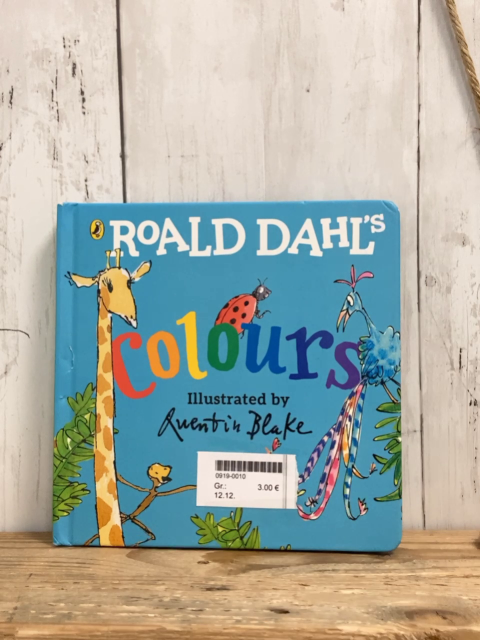 ROALD DAHL'S
Colours
Illustrated by
Quentin Blake
0919-0010
Gr.:
3.00 €
12.12.